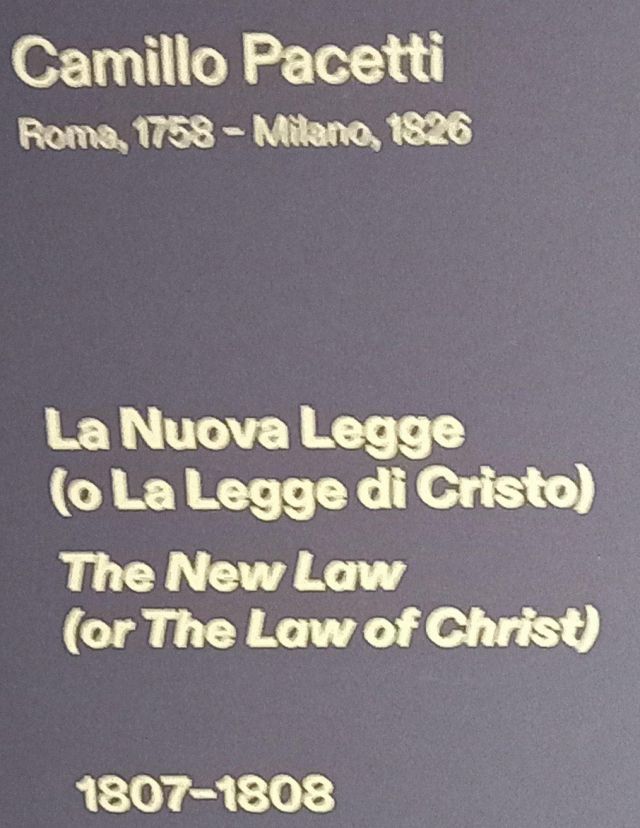 Camillo Pacetti
Roma, 1758 – Milano, 1826
La Nuova Legge
(o La Legge di Cristo)
The New Law
(or The Law of Christ)
1807–1808